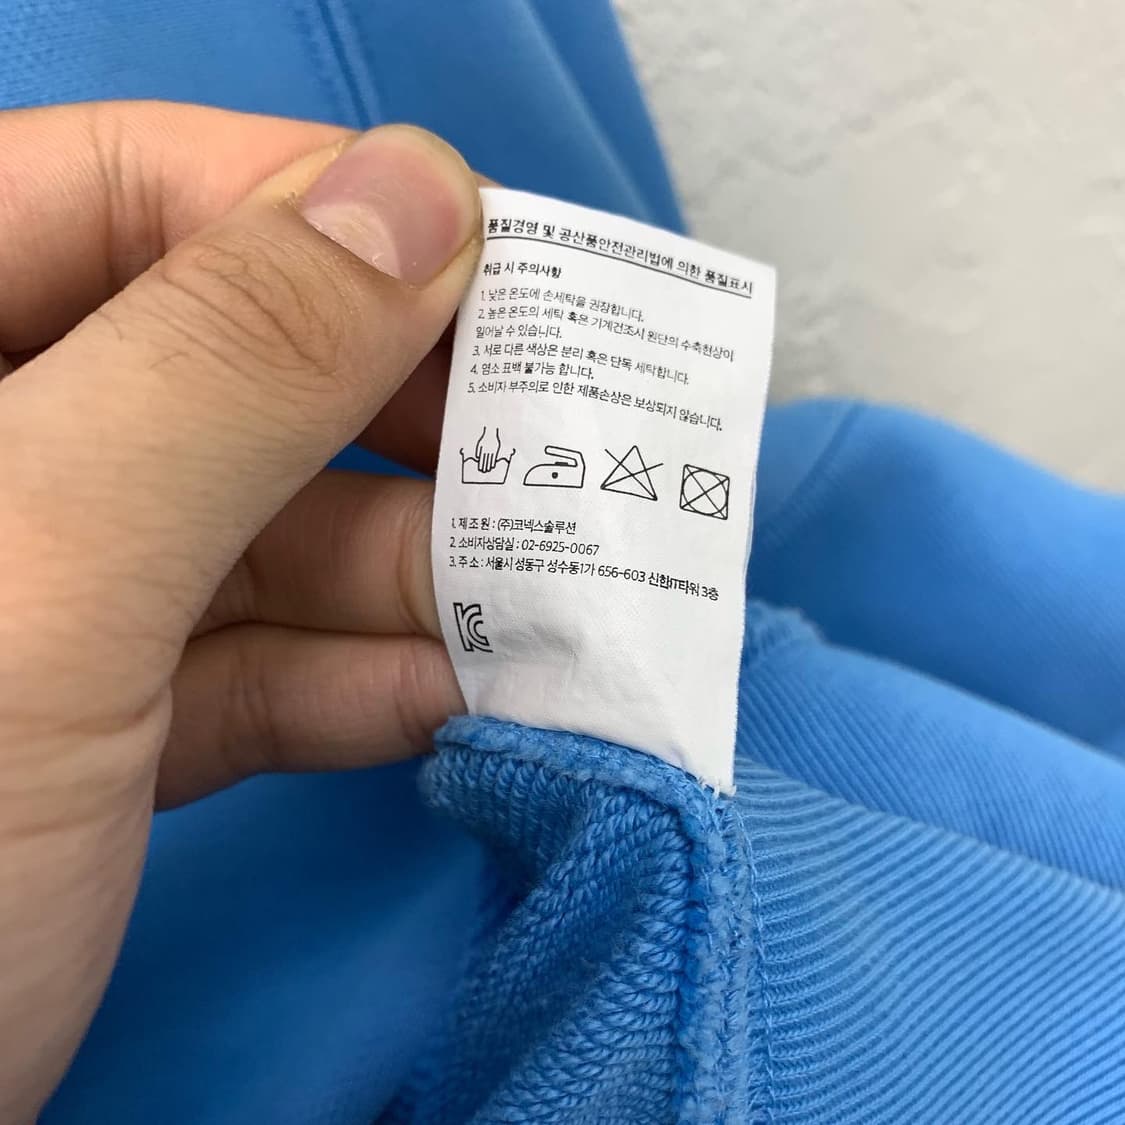 품질경영 및 공산품안전관리법에 의한 품질표시
취급 시 주의사항
1. 낮은 온도에 손세탁을 권장합니다.
2. 높은 온도의 세탁 혹은 기계건조시 원단의 수축현상이
일어날 수 있습니다.
3. 서로 다른 색상은 분리 혹은 단독 세탁합니다.
4. 염소 표백 불가능 합니다.
5. 소비자 부주의로 인한 제품손상은 보상되지 않습니다.
1. 제 조 원 : (주)코넥스솔루션
2. 소비자상담실 : 02-6925-0067
3. 주 소 : 서울시 성동구 성수동1가 656-603 신한IT타워 3층
KC